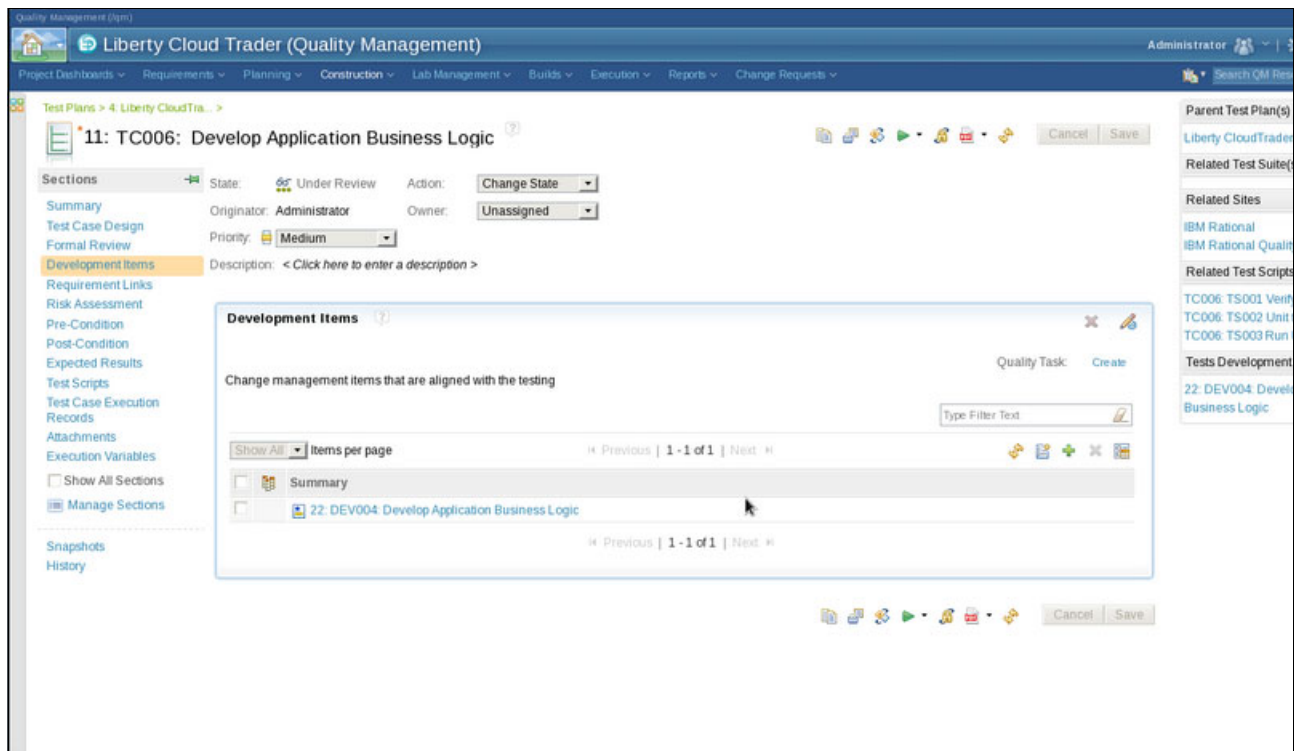 Quality Management (/qm)
Liberty Cloud Trader (Quality Management)
Administrator
Project Dashboards Requirements Planning Construction Lab Management Builds Execution Reports Change Requests
Search QM Res
Test Plans > 4: Liberty CloudTra... >
*11: TC006: Develop Application Business Logic
Cancel Save
Sections
Summary
Test Case Design
Formal Review
Development Items
Requirement Links
Risk Assessment
Pre-Condition
Post-Condition
Expected Results
Test Scripts
Test Case Execution
Records
Attachments
Execution Variables
Show All Sections
Manage Sections
Snapshots
History
State: Under Review Action: Change State
Originator: Administrator Owner: Unassigned
Priority: Medium
Description: < Click here to enter a description >
Development Items
Quality Task: Create
Change management items that are aligned with the testing
Type Filter Text
Show All Items per page Previous | 1 - 1 of 1 | Next
Summary
22: DEV004: Develop Application Business Logic
Previous | 1 - 1 of 1 | Next
Cancel Save
Parent Test Plan(s)
Liberty CloudTrader
Related Test Suite(s
Related Sites
IBM Rational
IBM Rational Qualit
Related Test Scripts
TC006: TS001 Verif
TC006: TS002 Unit
TC006: TS003 Run
Tests Development
22: DEV004: Develo
Business Logic